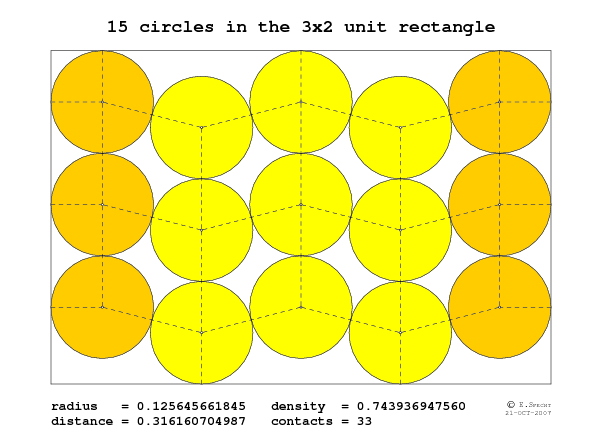 15 circles in the 3x2 unit rectangle
radius = 0.125645661845 density = 0.743936947560
distance = 0.316160704987 contacts = 33
© E.Specht
21-OCT-2007